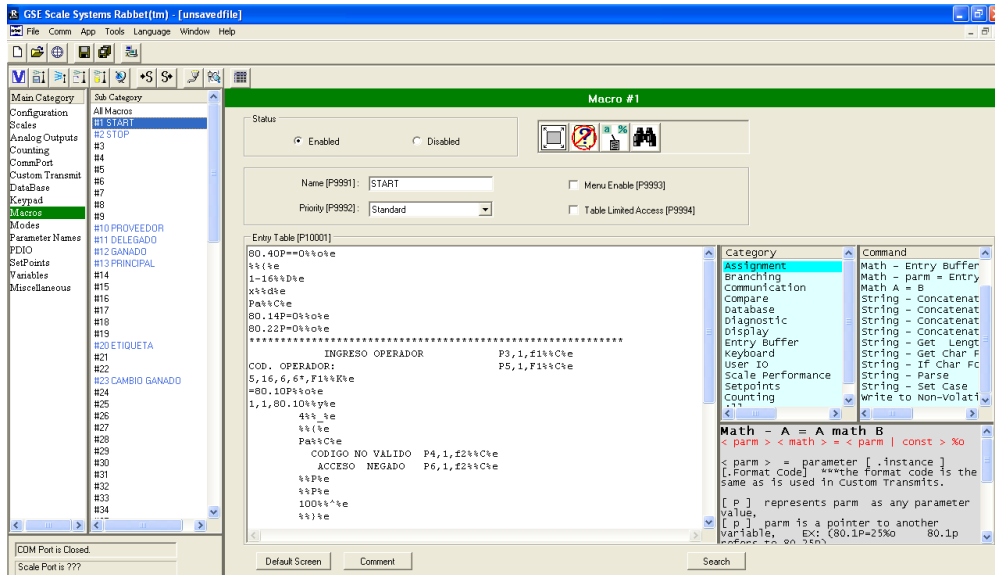 GSE Scale Systems Rabbet(tm) - [unsavedfile]
File Comm App Tools Language Window Help
Main Category
Configuration
Scales
Analog Outputs
Counting
CommPort
Custom Transmit
DataBase
Keypad
Macros
Modes
Parameter Names
PDIO
SetPoints
Variables
Miscellaneous
Sub Category
All Macros
#1 START
#2 STOP
#3
#4
#5
#6
#7
#8
#9
#10 PROVEEDOR
#11 DELEGADO
#12 GANADO
#13 PRINCIPAL
#14
#15
#16
#17
#18
#19
#20 ETIQUETA
#21
#22
#23 CAMBIO GANADO
#24
#25
#26
#27
#28
#29
#30
#31
#32
#33
#34
COM Port is Closed.
Scale Port is ???
Macro #1
Status
Enabled Disabled
Name [P9991] : START
Menu Enable [P9993]
Priority [P9992] : Standard
Table Limited Access [P9994]
Entry Table [P10001]
80.40P==0%%o%e
%%{%e
1-16%%D%e
x%%d%e
Pa%%C%e
80.14P=0%%o%e
80.22P=0%%o%e
************************************************************
INGRESO OPERADOR P3,1,f1%%C%e
COD. OPERADOR: P5,1,F1%%C%e
5,16,6,6*,F1%%K%e
=80.10P%%o%e
1,1,80.10%%y%e
4%%_%e
%%{%e
Pa%%C%e
CODIGO NO VALIDO P4,1,f2%%C%e
ACCESO NEGADO P6,1,f2%%C%e
%%P%e
%%P%e
100%%^%e
%%}%e
Category
Assignment
Branching
Communication
Compare
Database
Diagnostic
Display
Entry Buffer
Keyboard
User IO
Scale Performance
Setpoints
Counting
Command
Math - Entry Buffer
Math - parm = Entry
Math A = B
String - Concatenat
String - Concatenat
String - Concatenat
String - Concatenat
String - Get Lengt
String - Get Char F
String - If Char Fc
String - Parse
String - Set Case
Write to Non-Volati
Math - A = A math B
< parm > < math > = < parm | const > %o
< parm > = parameter [ .instance ]
[.Format Code] ***the format code is the
same as is used in Custom Transmits.
[ P ] represents parm as any parameter
value,
[ p ] parm is a pointer to another
variable, EX: (80.1P=25%o 80.1p
refers to 80.25P)
Default Screen
Comment
Search